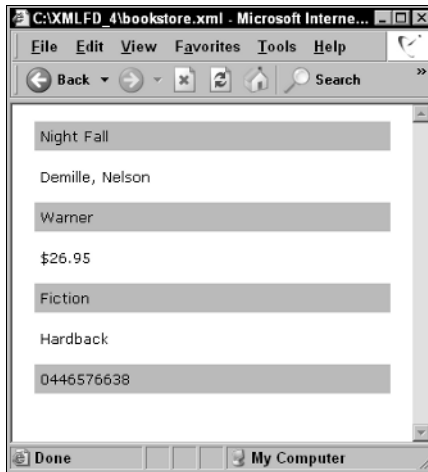 C:\XMLFD_4\bookstore.xml - Microsoft Interne...
File Edit View Favorites Tools Help
Back Search »
Night Fall
Demille, Nelson
Warner
$26.95
Fiction
Hardback
0446576638
Done My Computer